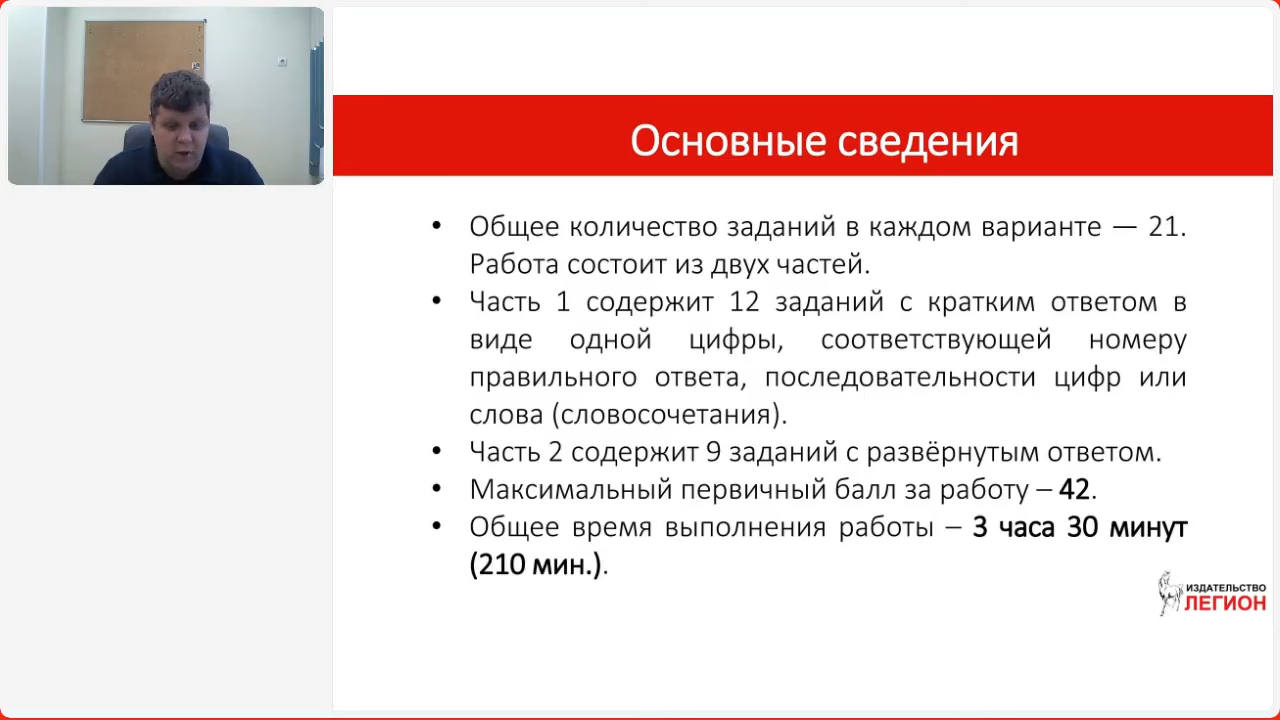 Основные сведения
• Общее количество заданий в каждом варианте — 21.
Работа состоит из двух частей.
• Часть 1 содержит 12 заданий с кратким ответом в
виде одной цифры, соответствующей номеру
правильного ответа, последовательности цифр или
слова (словосочетания).
• Часть 2 содержит 9 заданий с развёрнутым ответом.
• Максимальный первичный балл за работу – 42.
• Общее время выполнения работы – 3 часа 30 минут
(210 мин.).
ИЗДАТЕЛЬСТВО
ЛЕГИОН